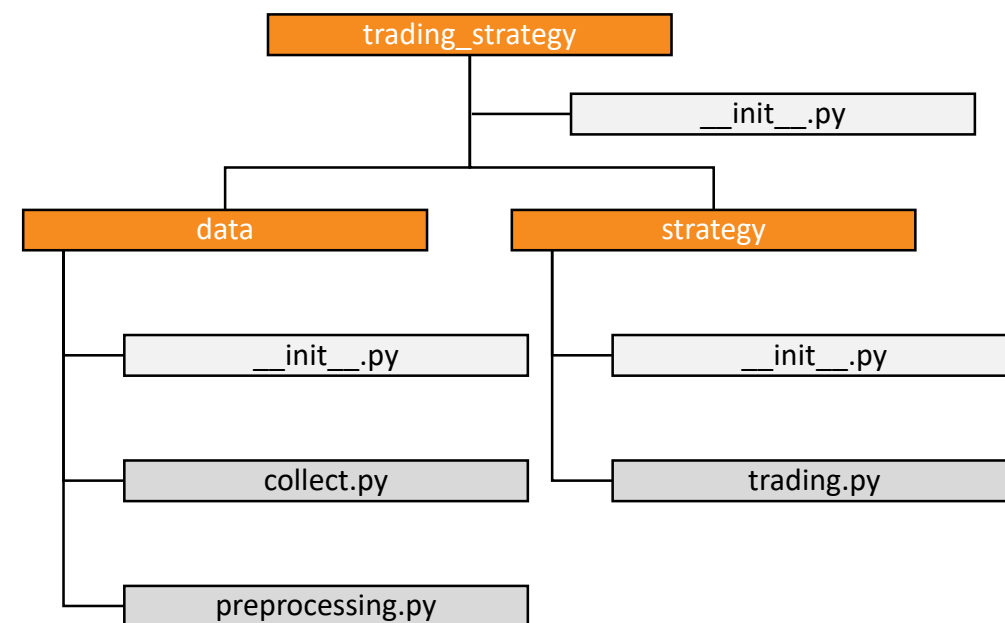 trading_strategy
__init__.py
data
strategy
__init__.py
__init__.py
collect.py
trading.py
preprocessing.py